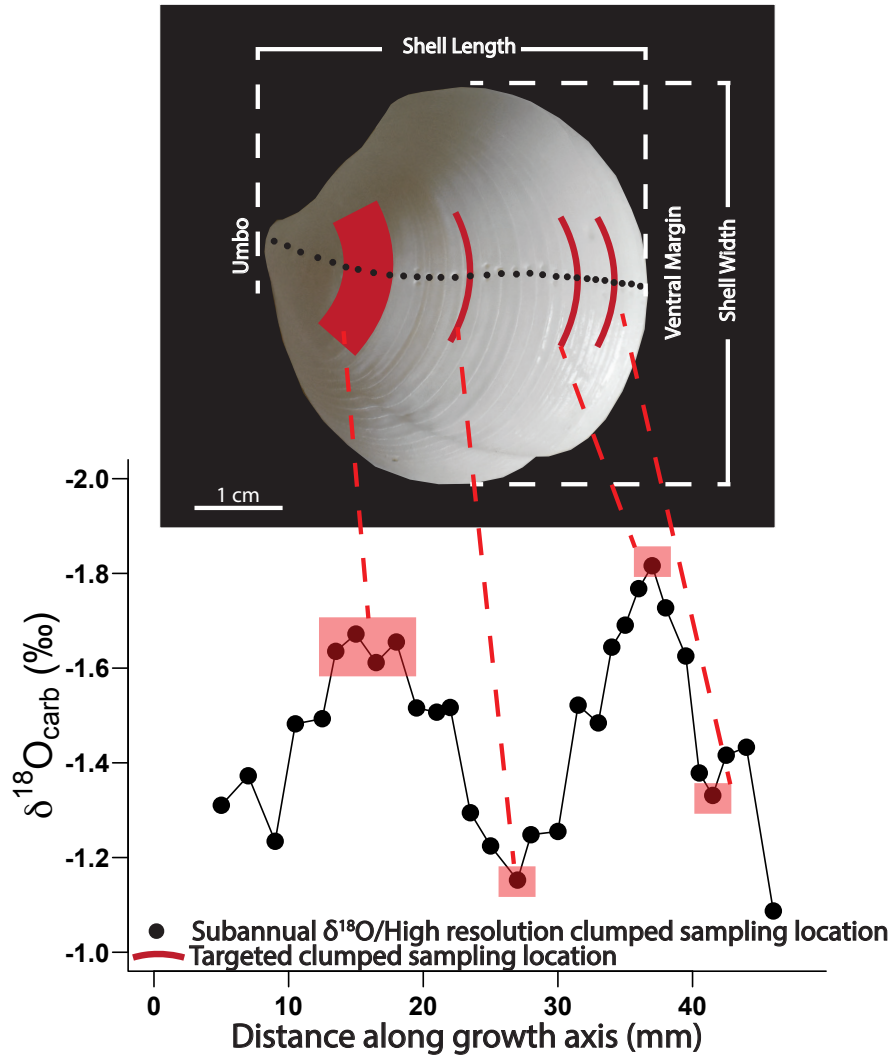 Shell Length
Umbo
Ventral Margin
Shell Width
1 cm
-2.0
-1.8
-1.6
-1.4
-1.2
-1.0
δ¹⁸Ocarb (‰)
Subannual δ¹⁸O/High resolution clumped sampling location
Targeted clumped sampling location
0 10 20 30 40
Distance along growth axis (mm)